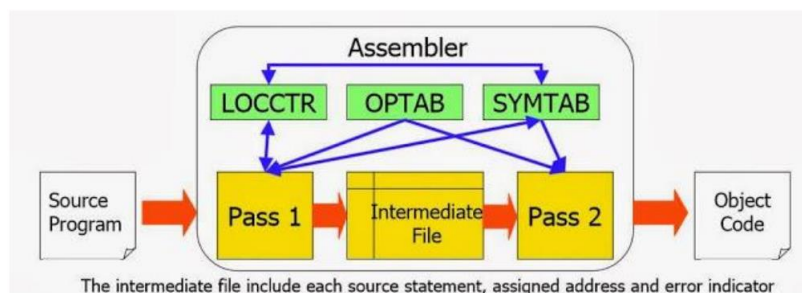 Assembler
LOCCTR OPTAB SYMTAB
Source
Program
Pass 1
Intermediate
File
Pass 2
Object
Code
The intermediate file include each source statement, assigned address and error indicator